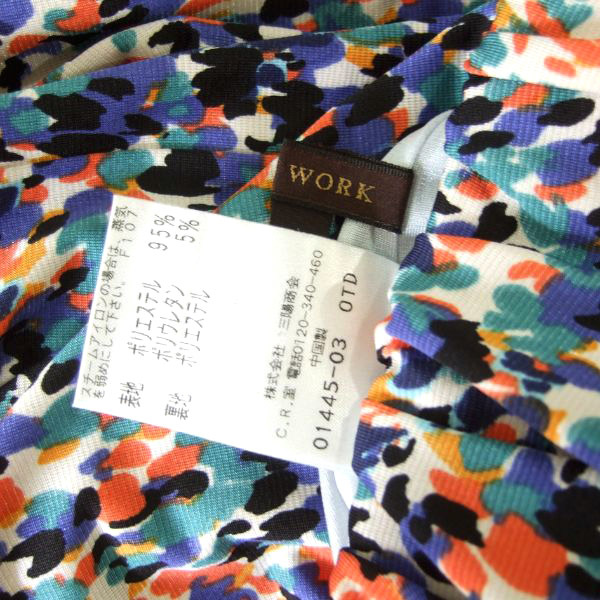 WORK
スチームアイロンの場合は、蒸気
を弱めにして下さい。 F107
表地 ポリエステル 95%
ポリウレタン 5%
裏地 ポリエステル
株式会社 三陽商会
C.R.室 電話0120-340-460
中国製
01445-03 OTD